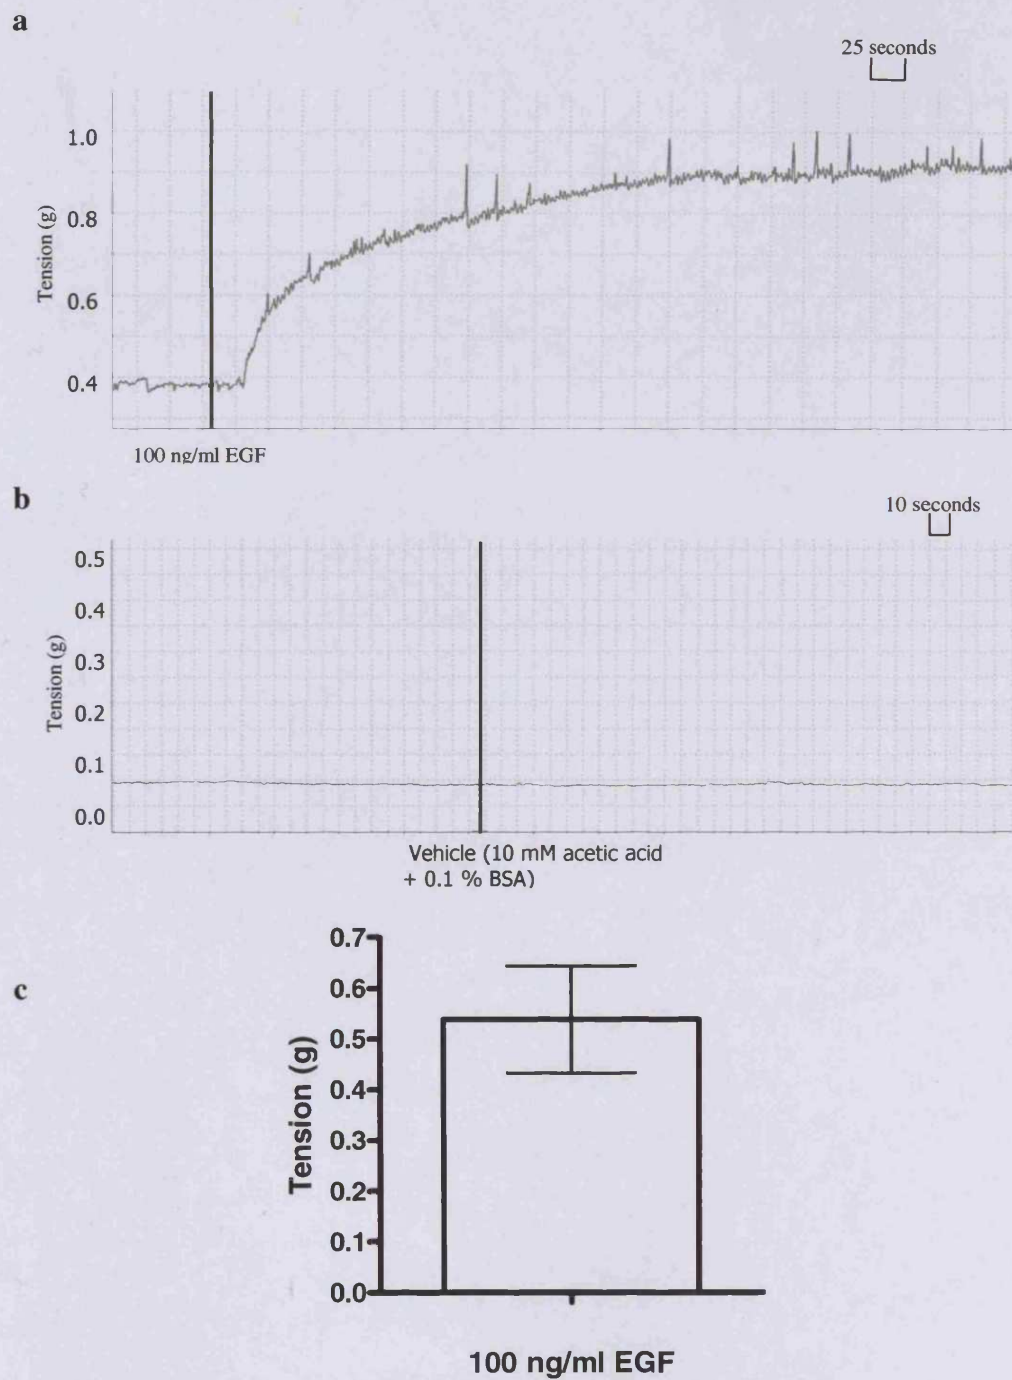 a
25 seconds
1.0
0.8
0.6
0.4
Tension (g)
100 ng/ml EGF
b
10 seconds
0.5
0.4
0.3
0.2
0.1
0.0
Tension (g)
Vehicle (10 mM acetic acid
+ 0.1 % BSA)
c
0.7
0.6
0.5
0.4
0.3
0.2
0.1
0.0
Tension (g)
100 ng/ml EGF